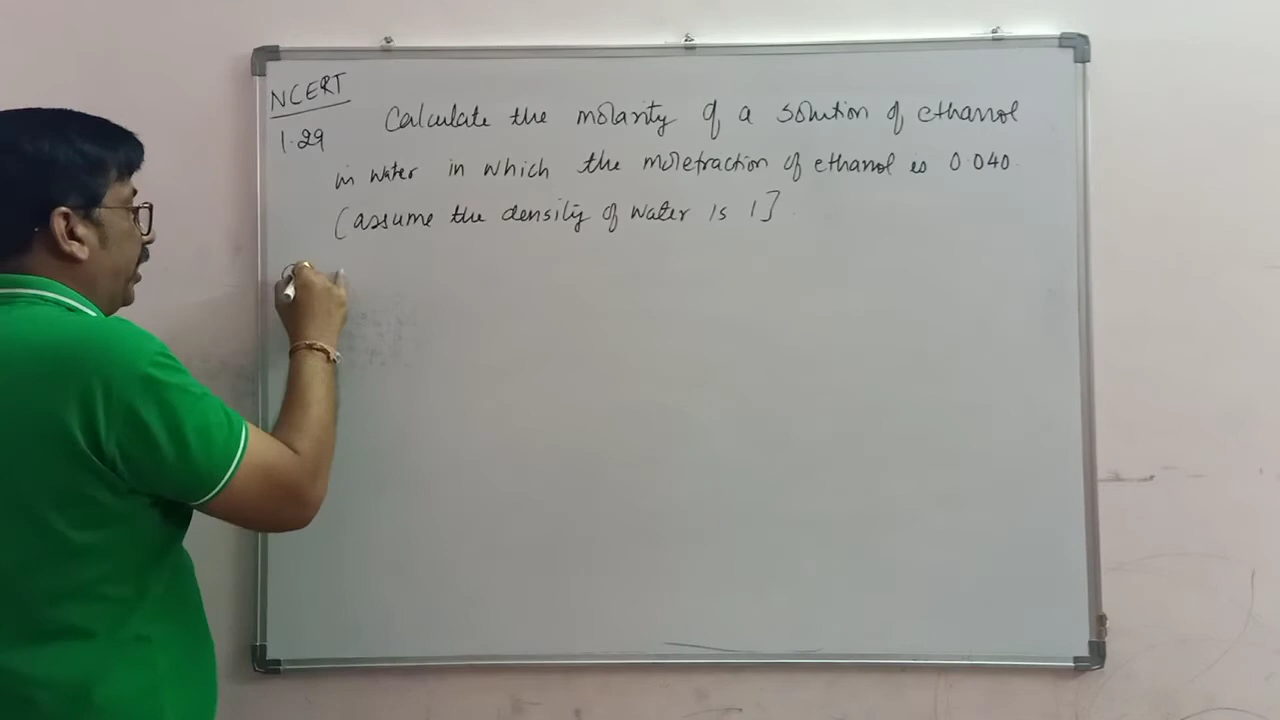 NCERT
1.29 Calculate the molarity of a solution of ethanol
in water in which the molefraction of ethanol is 0.040.
(assume the density of water is 1]